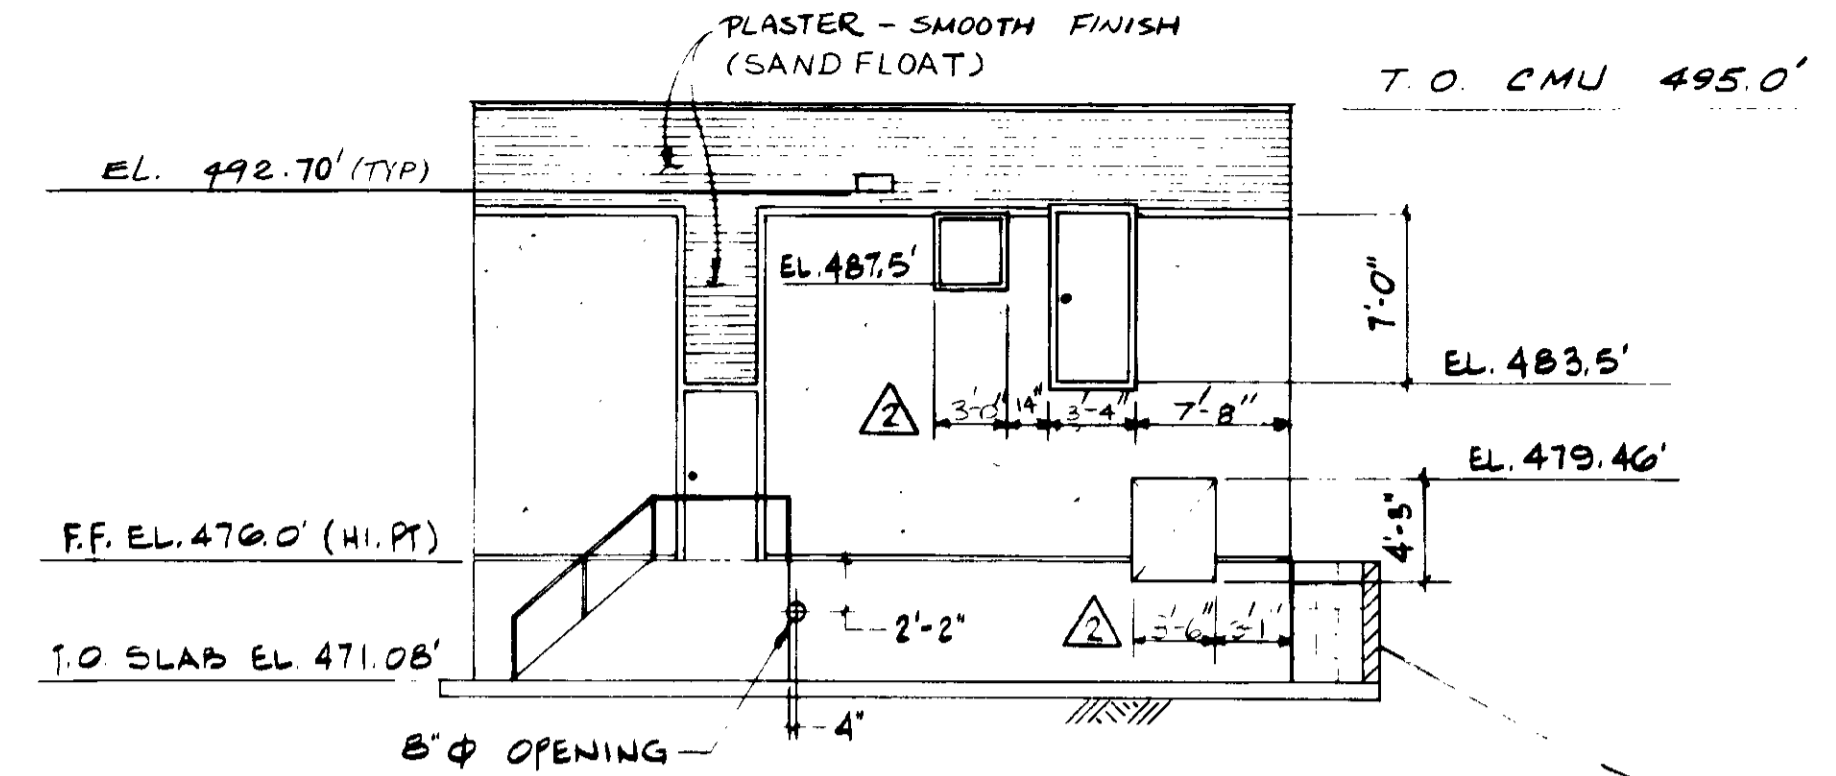 PLASTER - SMOOTH FINISH
(SAND FLOAT)
T.O. CMU 495.0'
EL. 492.70' (TYP)
EL. 487.5'
7'-0"
EL. 483.5'
2
3'-0"
14"
3'-4"
7'-8"
EL. 479.46'
4'-3"
F.F. EL. 476.0' (HI. PT)
2'-2"
2
3'-6"
3'-1"
T.O. SLAB EL. 471.08'
4"
8" Φ OPENING